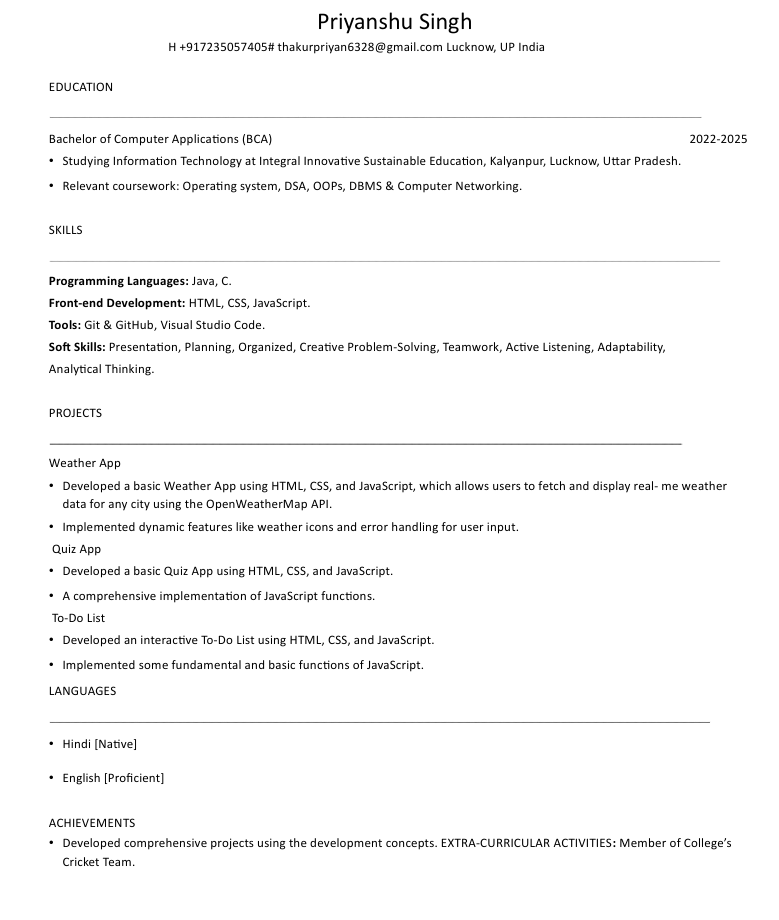 Priyanshu Singh
H +917235057405# thakurpriyan6328@gmail.com Lucknow, UP India
EDUCATION
Bachelor of Computer Applications (BCA) 2022-2025
• Studying Information Technology at Integral Innovative Sustainable Education, Kalyanpur, Lucknow, Uttar Pradesh.
• Relevant coursework: Operating system, DSA, OOPs, DBMS & Computer Networking.
SKILLS
Programming Languages: Java, C.
Front-end Development: HTML, CSS, JavaScript.
Tools: Git & GitHub, Visual Studio Code.
Soft Skills: Presentation, Planning, Organized, Creative Problem-Solving, Teamwork, Active Listening, Adaptability,
Analytical Thinking.
PROJECTS
Weather App
• Developed a basic Weather App using HTML, CSS, and JavaScript, which allows users to fetch and display real- me weather
data for any city using the OpenWeatherMap API.
• Implemented dynamic features like weather icons and error handling for user input.
Quiz App
• Developed a basic Quiz App using HTML, CSS, and JavaScript.
• A comprehensive implementation of JavaScript functions.
To-Do List
• Developed an interactive To-Do List using HTML, CSS, and JavaScript.
• Implemented some fundamental and basic functions of JavaScript.
LANGUAGES
• Hindi [Native]
• English [Proficient]
ACHIEVEMENTS
• Developed comprehensive projects using the development concepts. EXTRA-CURRICULAR ACTIVITIES: Member of College’s
Cricket Team.